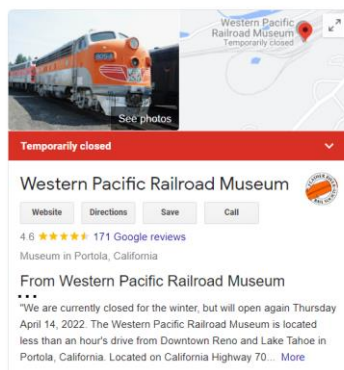 Western Pacific
Railroad Museum
Temporarily closed
See photos
Temporarily closed
Western Pacific Railroad Museum
Website Directions Save Call
4.6 171 Google reviews
Museum in Portola, California
From Western Pacific Railroad Museum
"We are currently closed for the winter, but will open again Thursday
April 14, 2022. The Western Pacific Railroad Museum is located
less than an hour's drive from Downtown Reno and Lake Tahoe in
Portola, California. Located on California Highway 70... More